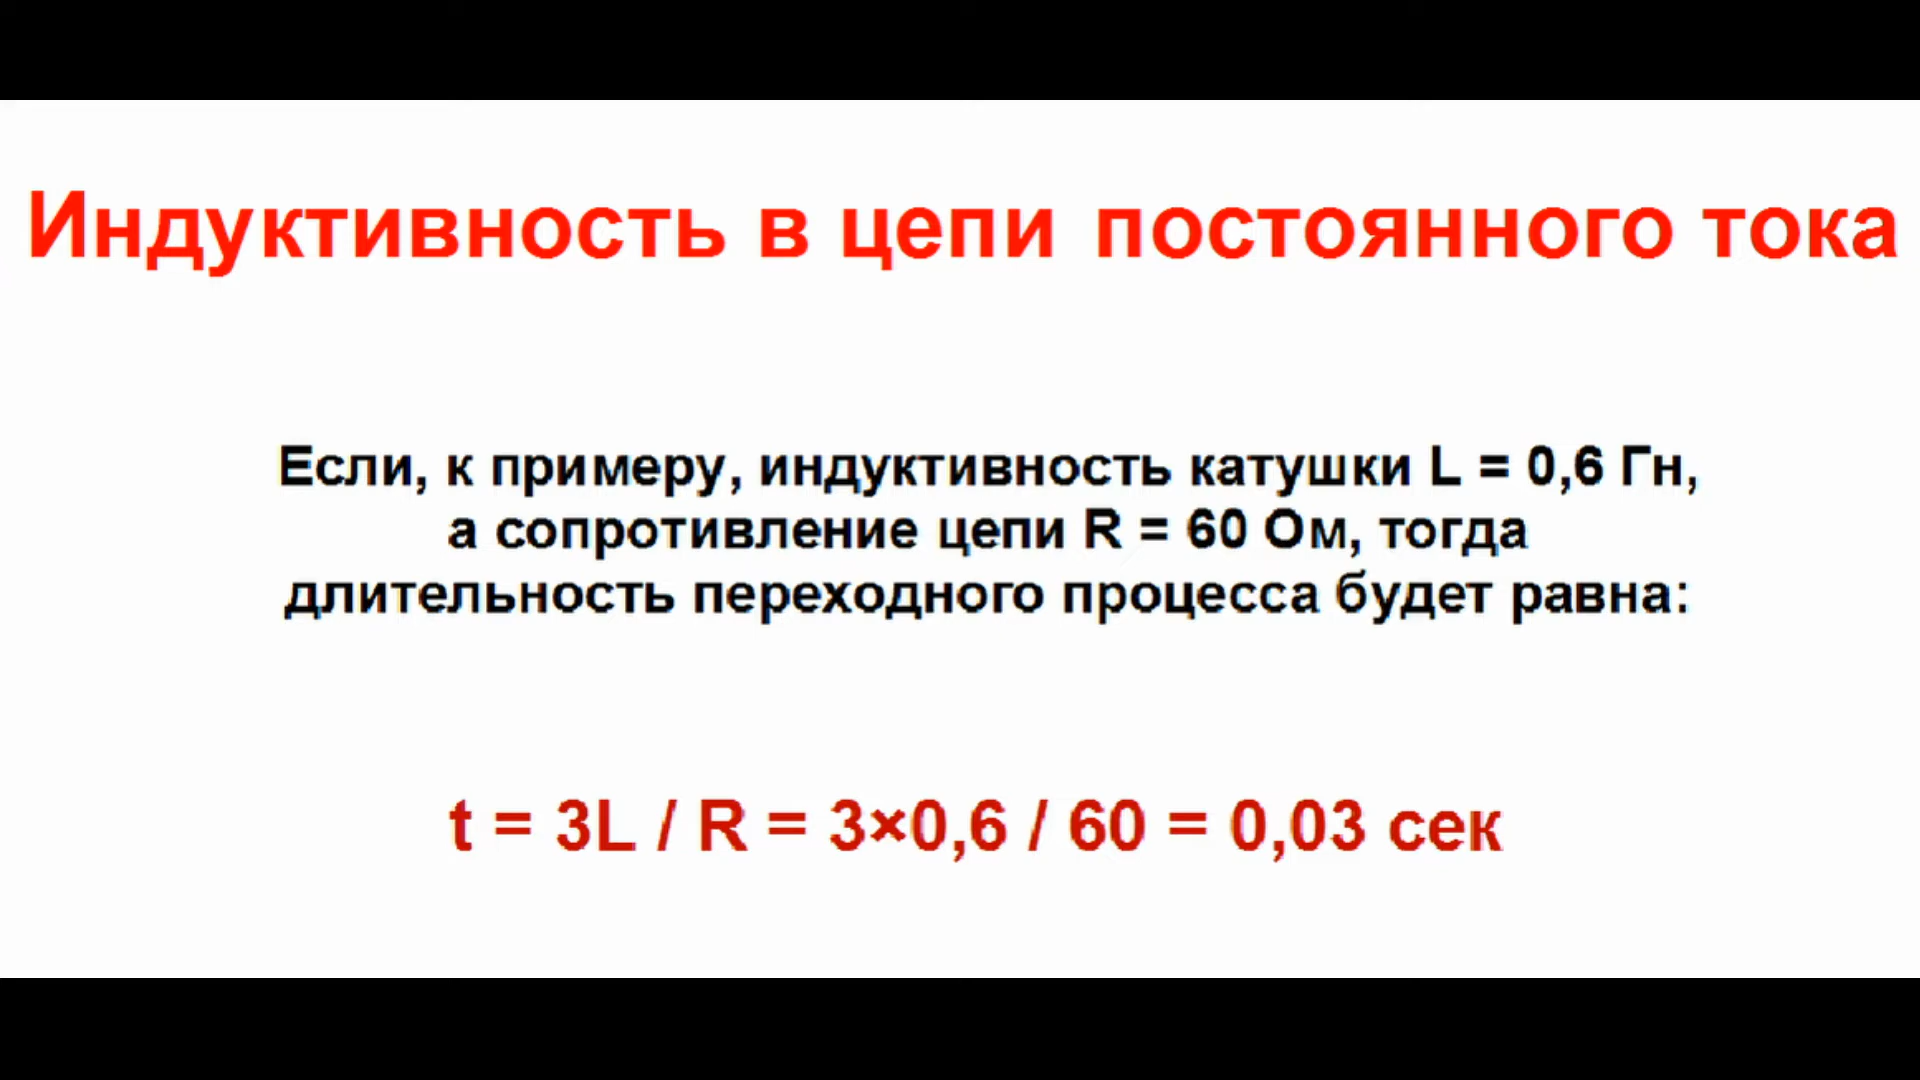 Индуктивность в цепи постоянного тока
Если, к примеру, индуктивность катушки L = 0,6 Гн,
а сопротивление цепи R = 60 Ом, тогда
длительность переходного процесса будет равна:
t = 3L / R = 3×0,6 / 60 = 0,03 сек